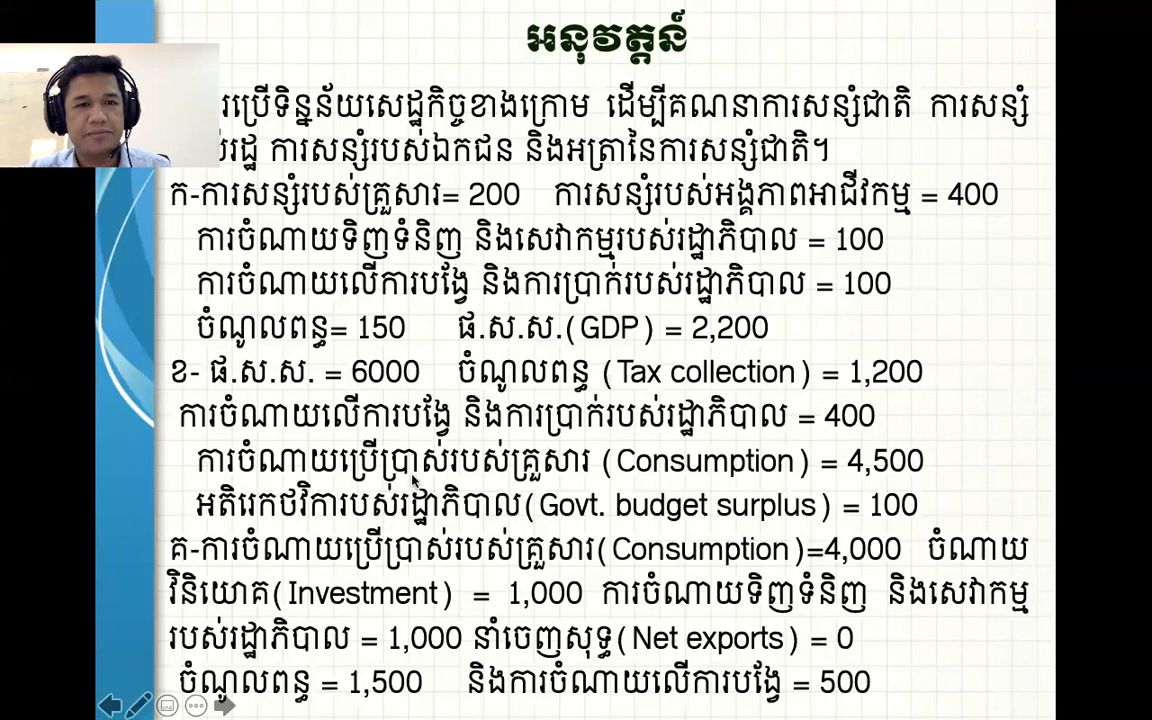 អនុវត្តន៍
រប្រើទិន្នន័យសេដ្ឋកិច្ចខាងក្រោម ដើម្បីគណនាការសន្សំជាតិ ការសន្សំ
រដ្ឋ ការសន្សំរបស់ឯកជន និងអត្រានៃការសន្សំជាតិ។
ក-ការសន្សំរបស់គ្រួសារ= 200 ការសន្សំរបស់អង្គភាពអាជីវកម្ម = 400
ការចំណាយទិញទំនិញ និងសេវាកម្មរបស់រដ្ឋាភិបាល = 100
ការចំណាយលើការបង្វែ និងការប្រាក់របស់រដ្ឋាភិបាល = 100
ចំណូលពន្ធ= 150 ផ.ស.ស.(GDP) = 2,200
ខ- ផ.ស.ស. = 6000 ចំណូលពន្ធ (Tax collection) = 1,200
ការចំណាយលើការបង្វែ និងការប្រាក់របស់រដ្ឋាភិបាល = 400
ការចំណាយប្រើប្រាស់របស់គ្រួសារ (Consumption) = 4,500
អតិរេកថវិការបស់រដ្ឋាភិបាល(Govt. budget surplus) = 100
គ-ការចំណាយប្រើប្រាស់របស់គ្រួសារ(Consumption)=4,000 ចំណាយ
វិនិយោគ(Investment) = 1,000 ការចំណាយទិញទំនិញ និងសេវាកម្ម
របស់រដ្ឋាភិបាល = 1,000 នាំចេញសុទ្ធ(Net exports) = 0
ចំណូលពន្ធ = 1,500 និងការចំណាយលើការបង្វែ = 500